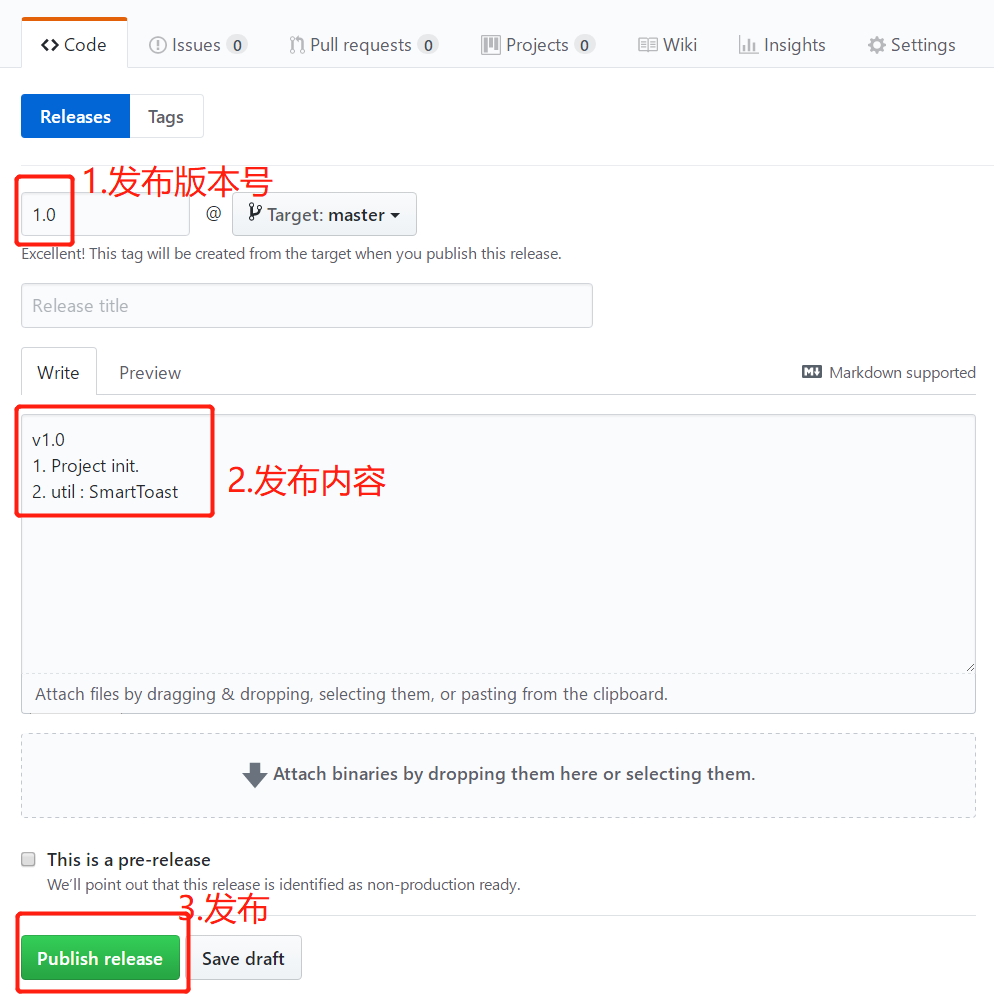 Code Issues 0 Pull requests 0 Projects 0 Wiki Insights Settings
Releases Tags
1.发布版本号
1.0 @ Target: master
Excellent! This tag will be created from the target when you publish this release.
Release title
Write Preview Markdown supported
v1.0
1. Project init.
2. util : SmartToast
2.发布内容
Attach files by dragging & dropping, selecting them, or pasting from the clipboard.
Attach binaries by dropping them here or selecting them.
This is a pre-release
We’ll point out that this release is identified as non-production ready.
3.发布
Publish release Save draft